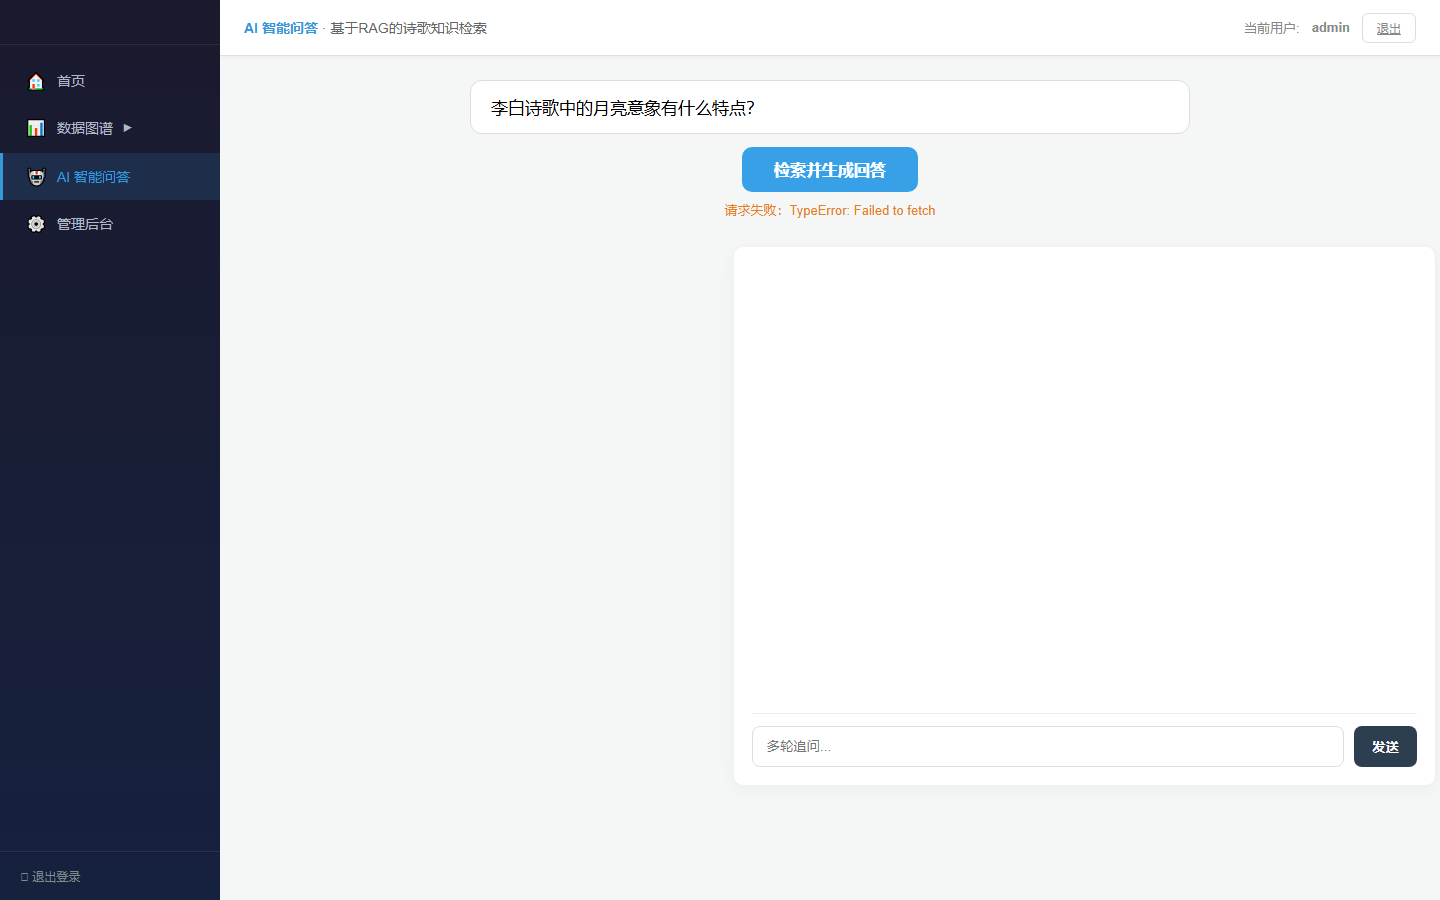 AI 智能问答 · 基于RAG的诗歌知识检索
当前用户: admin 退出
首页
数据图谱 ▶
AI 智能问答
管理后台
李白诗歌中的月亮意象有什么特点?
检索并生成回答
请求失败：TypeError: Failed to fetch
多轮追问...
发送
退出登录